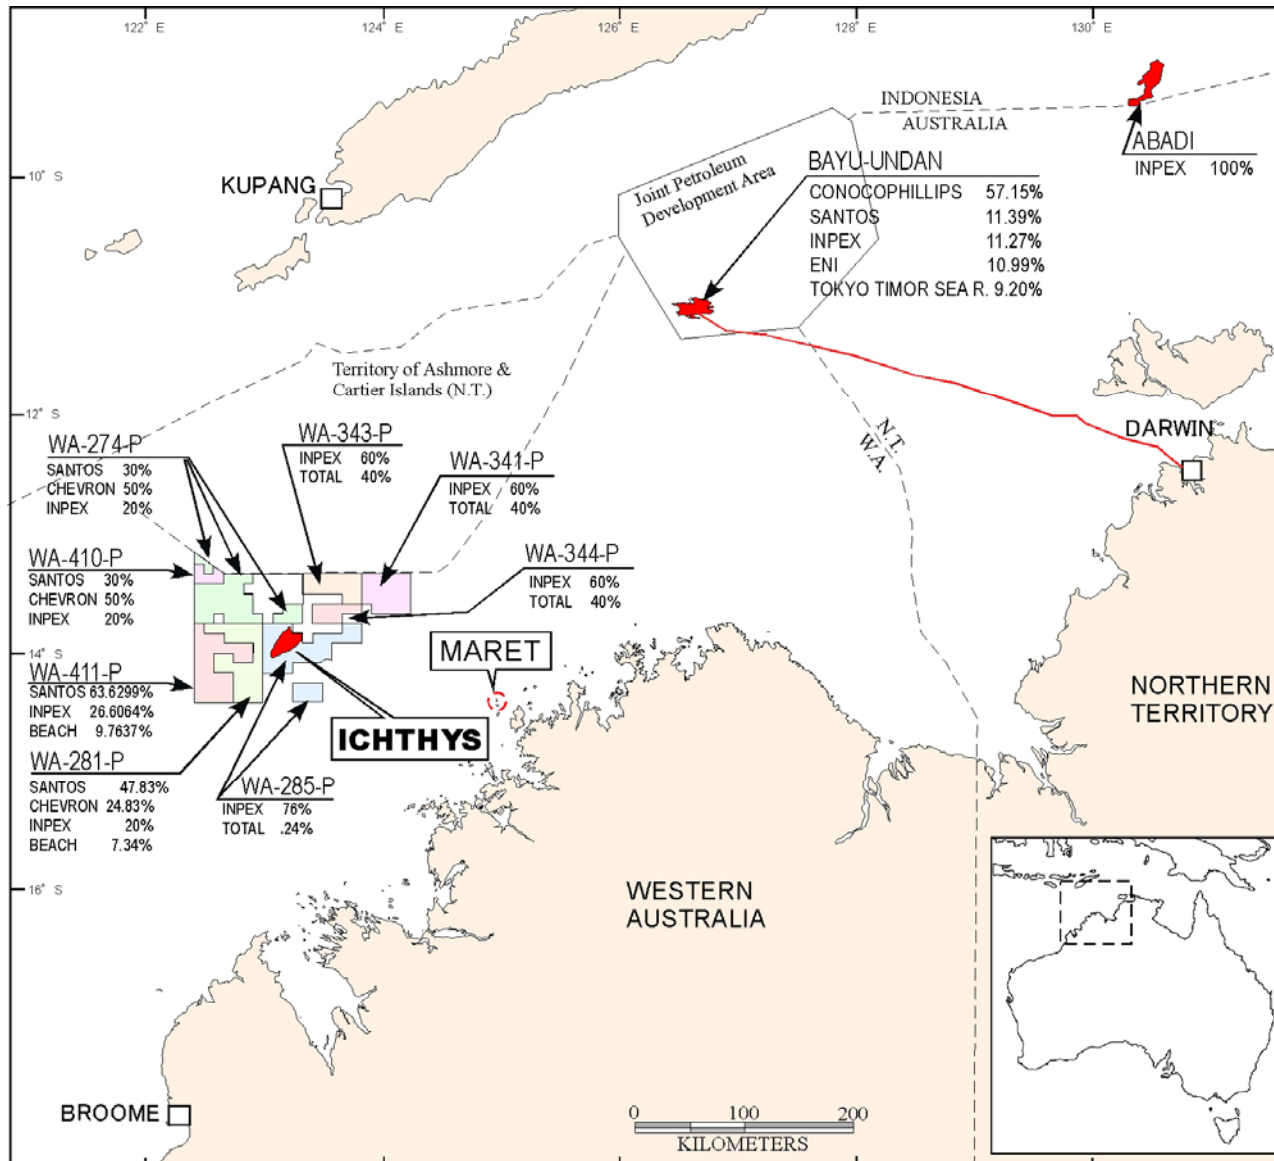 122° E
124° E
126° E
128° E
130° E
10° S
12° S
14° S
16° S
INDONESIA
AUSTRALIA
ABADI
INPEX 100%
KUPANG
Joint Petroleum
Development Area
BAYU-UNDAN
CONOCOPHILLIPS 57.15%
SANTOS 11.39%
INPEX 11.27%
ENI 10.99%
TOKYO TIMOR SEA R. 9.20%
Territory of Ashmore &
Cartier Islands (N.T.)
N.T.
W.A.
DARWIN
WA-274-P
SANTOS 30%
CHEVRON 50%
INPEX 20%
WA-343-P
INPEX 60%
TOTAL 40%
WA-341-P
INPEX 60%
TOTAL 40%
WA-410-P
SANTOS 30%
CHEVRON 50%
INPEX 20%
WA-344-P
INPEX 60%
TOTAL 40%
WA-411-P
SANTOS 63.6299%
INPEX 26.6064%
BEACH 9.7637%
MARET
ICHTHYS
WA-281-P
SANTOS 47.83%
CHEVRON 24.83%
INPEX 20%
BEACH 7.34%
WA-285-P
INPEX 76%
TOTAL .24%
NORTHERN
TERRITORY
WESTERN
AUSTRALIA
BROOME
0 100 200
KILOMETERS